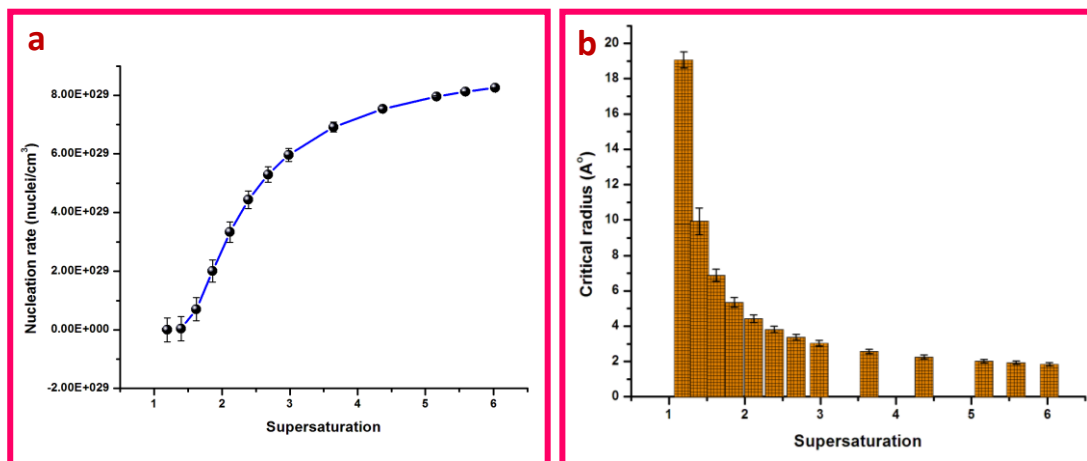 a
Nucleation rate (nuclei/cm³)
8.00E+029
6.00E+029
4.00E+029
2.00E+029
0.00E+000
-2.00E+029
1 2 3 4 5 6
Supersaturation
b
Critical radius (A°)
20
18
16
14
12
10
8
6
4
2
0
1 2 3 4 5 6
Supersaturation